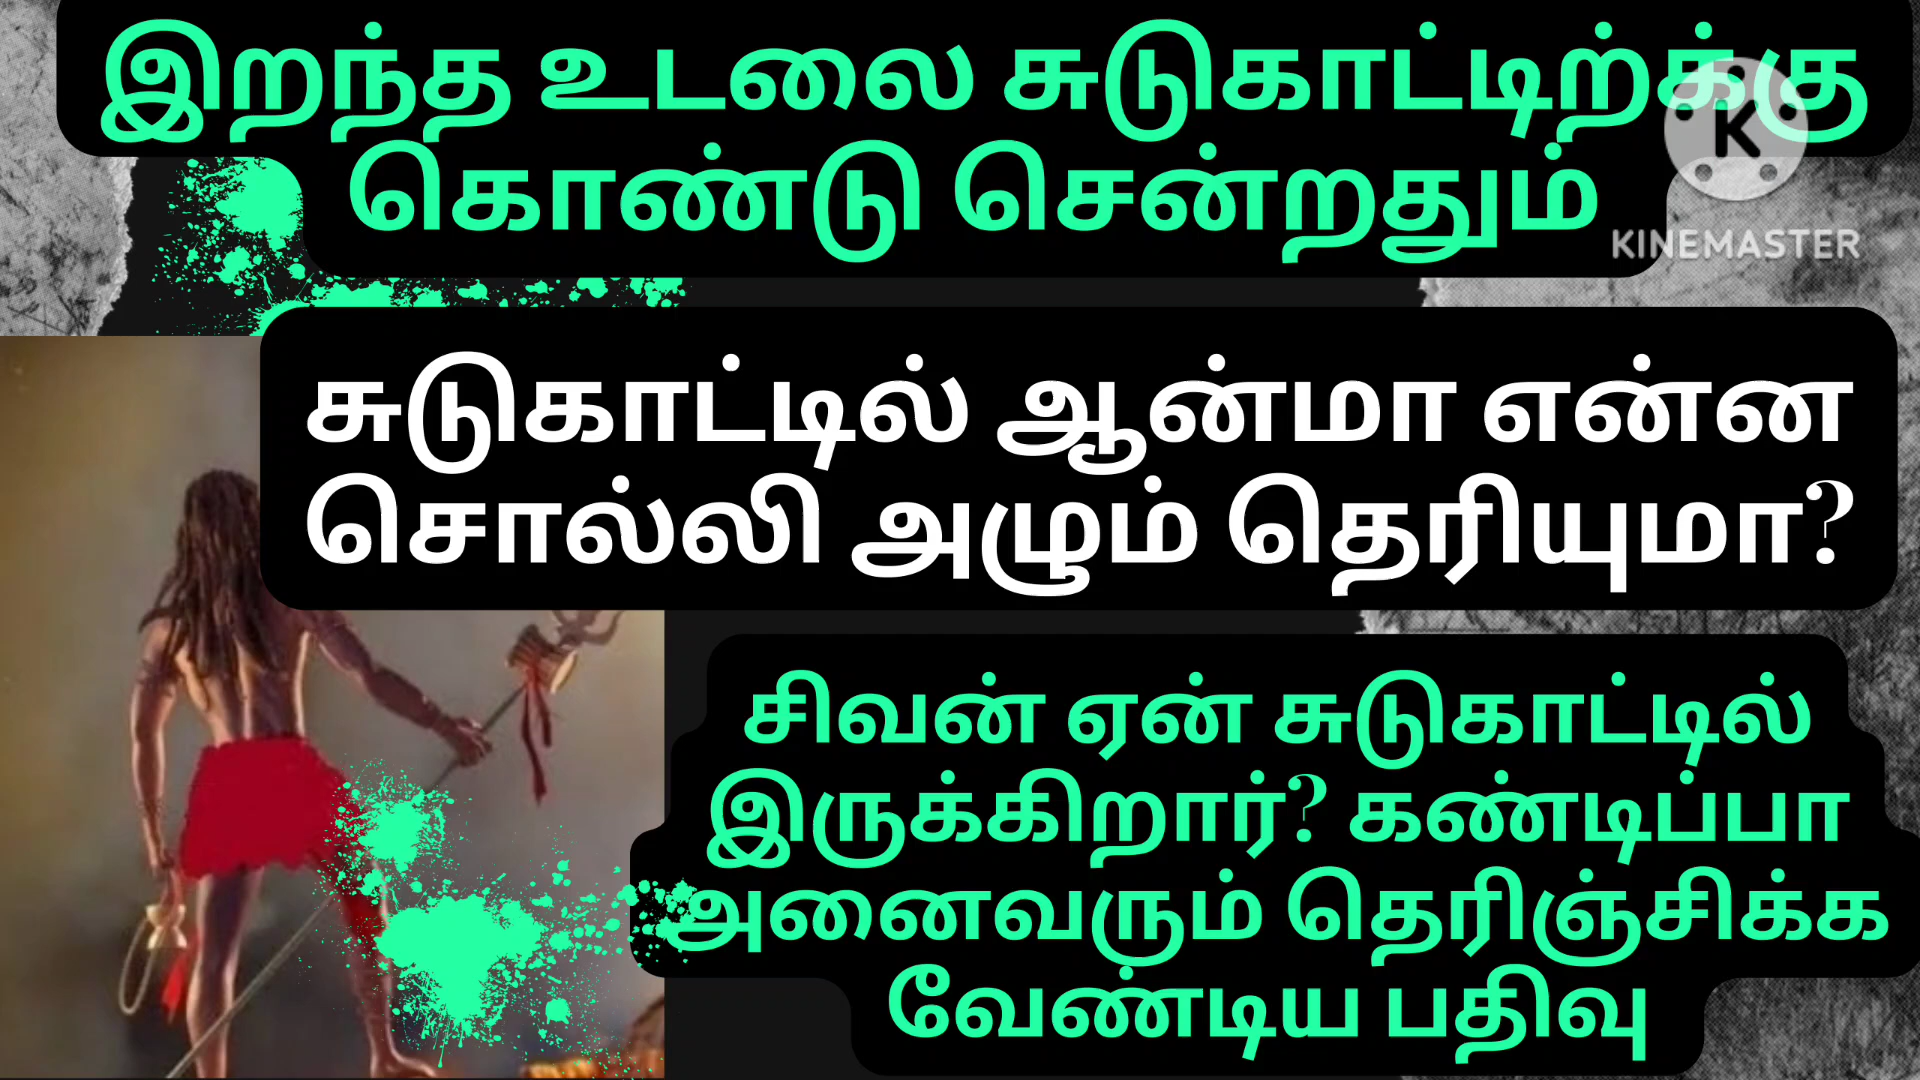 இறந்த உடலை சுடுகாட்டிற்க்கு
கொண்டு சென்றதும்
KINEMASTER
சுடுகாட்டில் ஆன்மா என்ன
சொல்லி அழும் தெரியுமா?
சிவன் ஏன் சுடுகாட்டில்
இருக்கிறார்? கண்டிப்பா
அனைவரும் தெரிஞ்சிக்க
வேண்டிய பதிவு